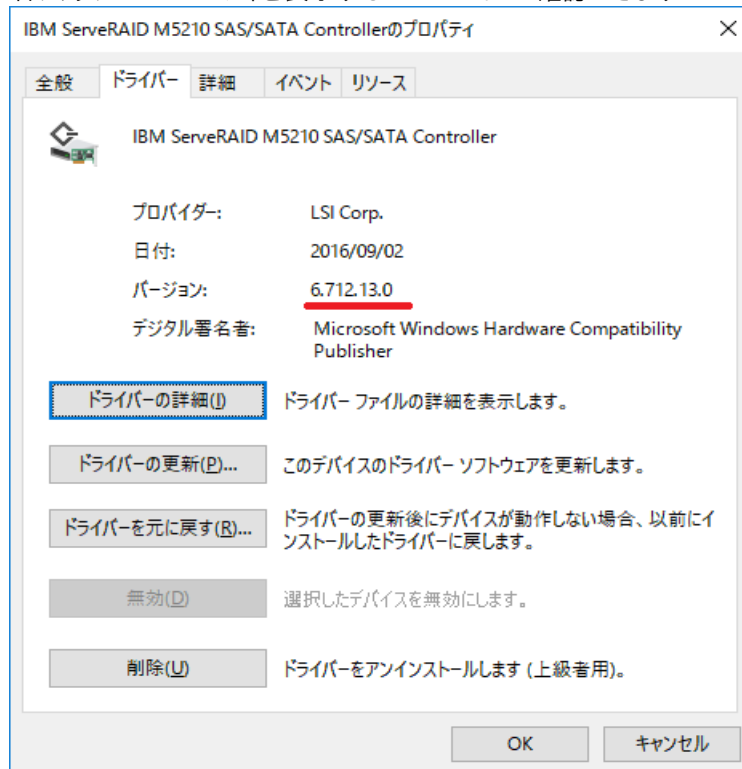 IBM ServeRAID M5210 SAS/SATA Controllerのプロパティ
全般 ドライバー 詳細 イベント リソース
IBM ServeRAID M5210 SAS/SATA Controller
プロバイダー: LSI Corp.
日付: 2016/09/02
バージョン: 6.712.13.0
デジタル署名者: Microsoft Windows Hardware Compatibility
Publisher
ドライバーの詳細(I) ドライバー ファイルの詳細を表示します。
ドライバーの更新(P)... このデバイスのドライバー ソフトウェアを更新します。
ドライバーを元に戻す(R)... ドライバーの更新後にデバイスが動作しない場合、以前にイ
ンストールしたドライバーに戻します。
無効(D) 選択したデバイスを無効にします。
削除(U) ドライバーをアンインストールします (上級者用)。
OK キャンセル